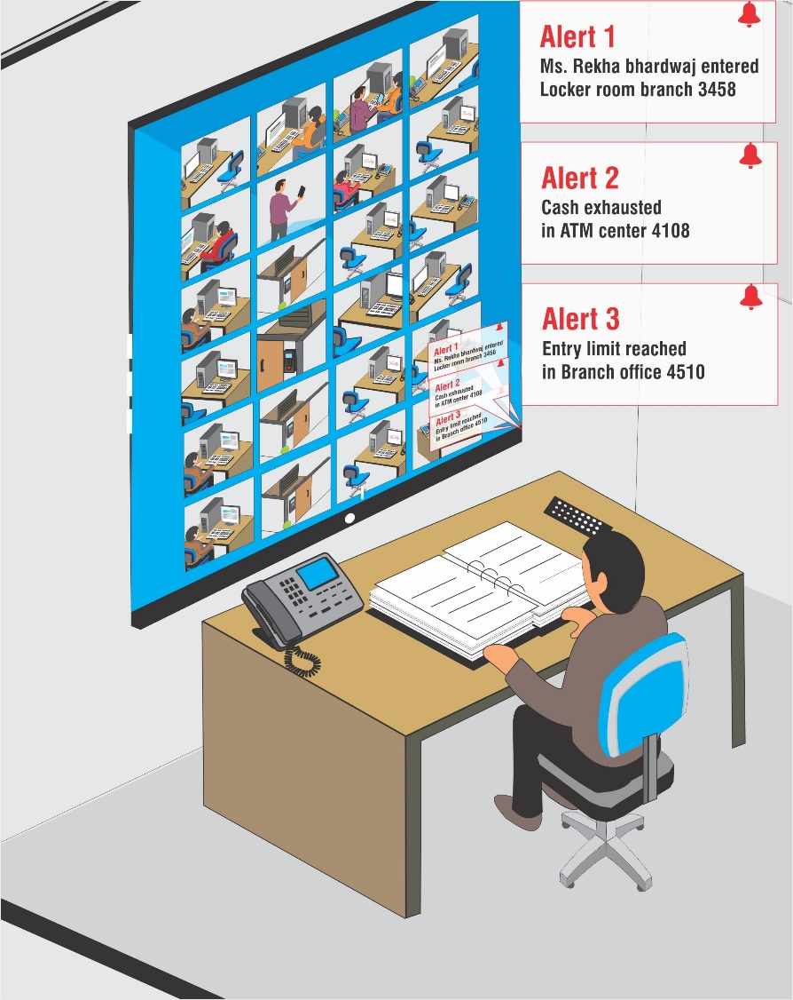 Alert 1
Ms. Rekha bhardwaj entered
Locker room branch 3458
Alert 2
Cash exhausted
in ATM center 4108
Alert 3
Entry limit reached
in Branch office 4510
Alert 1
Ms. Rekha bhardwaj entered
Locker room branch 3458
Alert 2
Cash exhausted
in ATM center 4108
Alert 3
Entry limit reached
in Branch office 4510